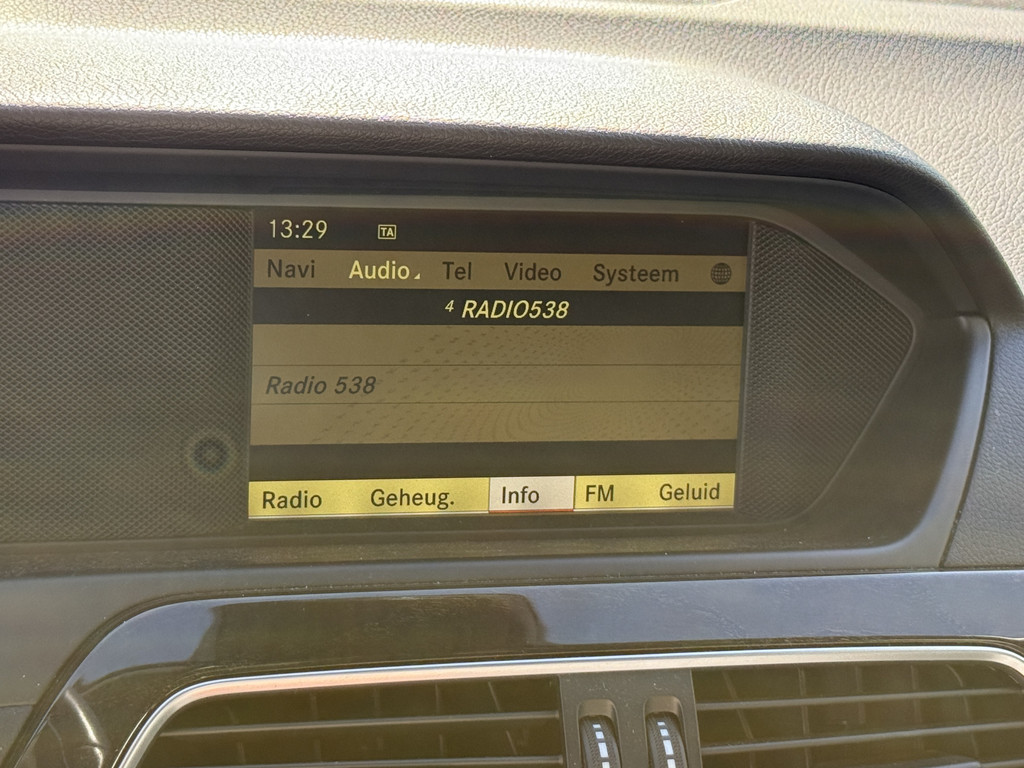 13:29 TA
Navi Audio Tel Video Systeem
4 RADIO538
Radio 538
Radio Geheug. Info FM Geluid